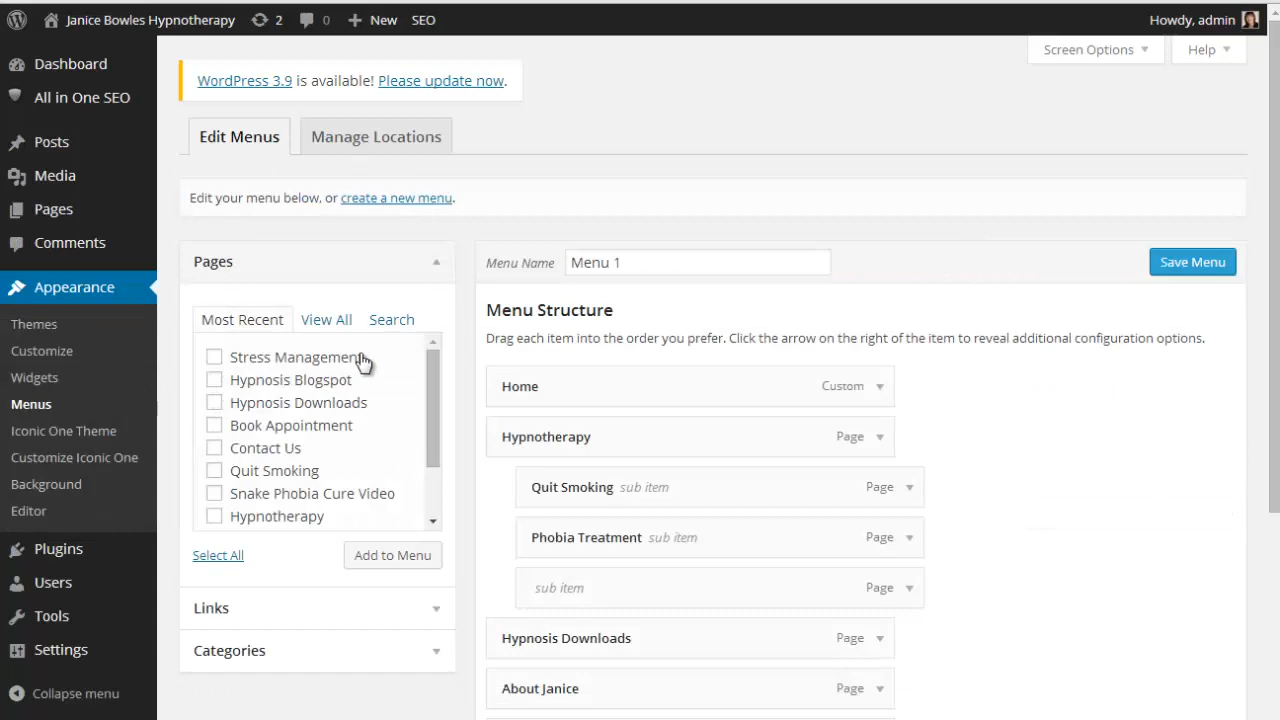 Janice Bowles Hypnotherapy 2 0 New SEO Howdy, admin
Screen Options Help
WordPress 3.9 is available! Please update now.
Dashboard
All in One SEO
Posts
Media
Pages
Comments
Appearance
Themes
Customize
Widgets
Menus
Iconic One Theme
Customize Iconic One
Background
Editor
Plugins
Users
Tools
Settings
Collapse menu
Edit Menus Manage Locations
Edit your menu below, or create a new menu.
Pages
Most Recent View All Search
Stress Management
Hypnosis Blogspot
Hypnosis Downloads
Book Appointment
Contact Us
Quit Smoking
Snake Phobia Cure Video
Hypnotherapy
Select All Add to Menu
Links
Categories
Menu Name Menu 1 Save Menu
Menu Structure
Drag each item into the order you prefer. Click the arrow on the right of the item to reveal additional configuration options.
Home Custom
Hypnotherapy Page
Quit Smoking sub item Page
Phobia Treatment sub item Page
sub item Page
Hypnosis Downloads Page
About Janice Page